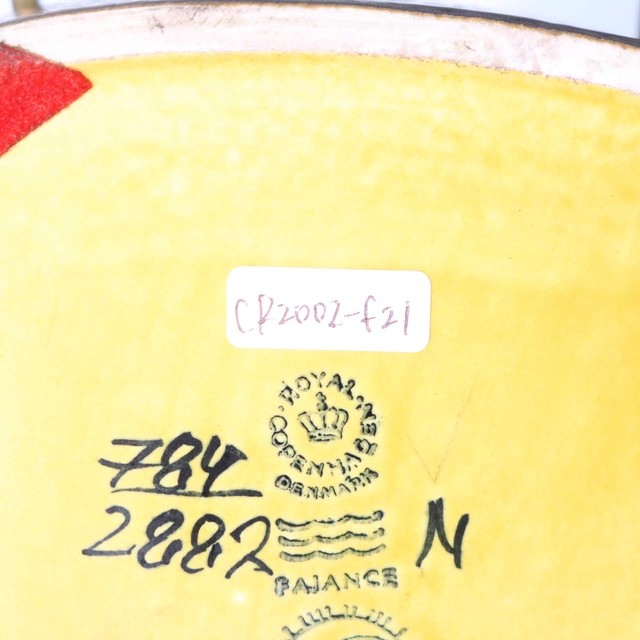 CR2002-f21
ROYAL COPENHAGEN
DENMARK
784
2882
N
FAJANCE